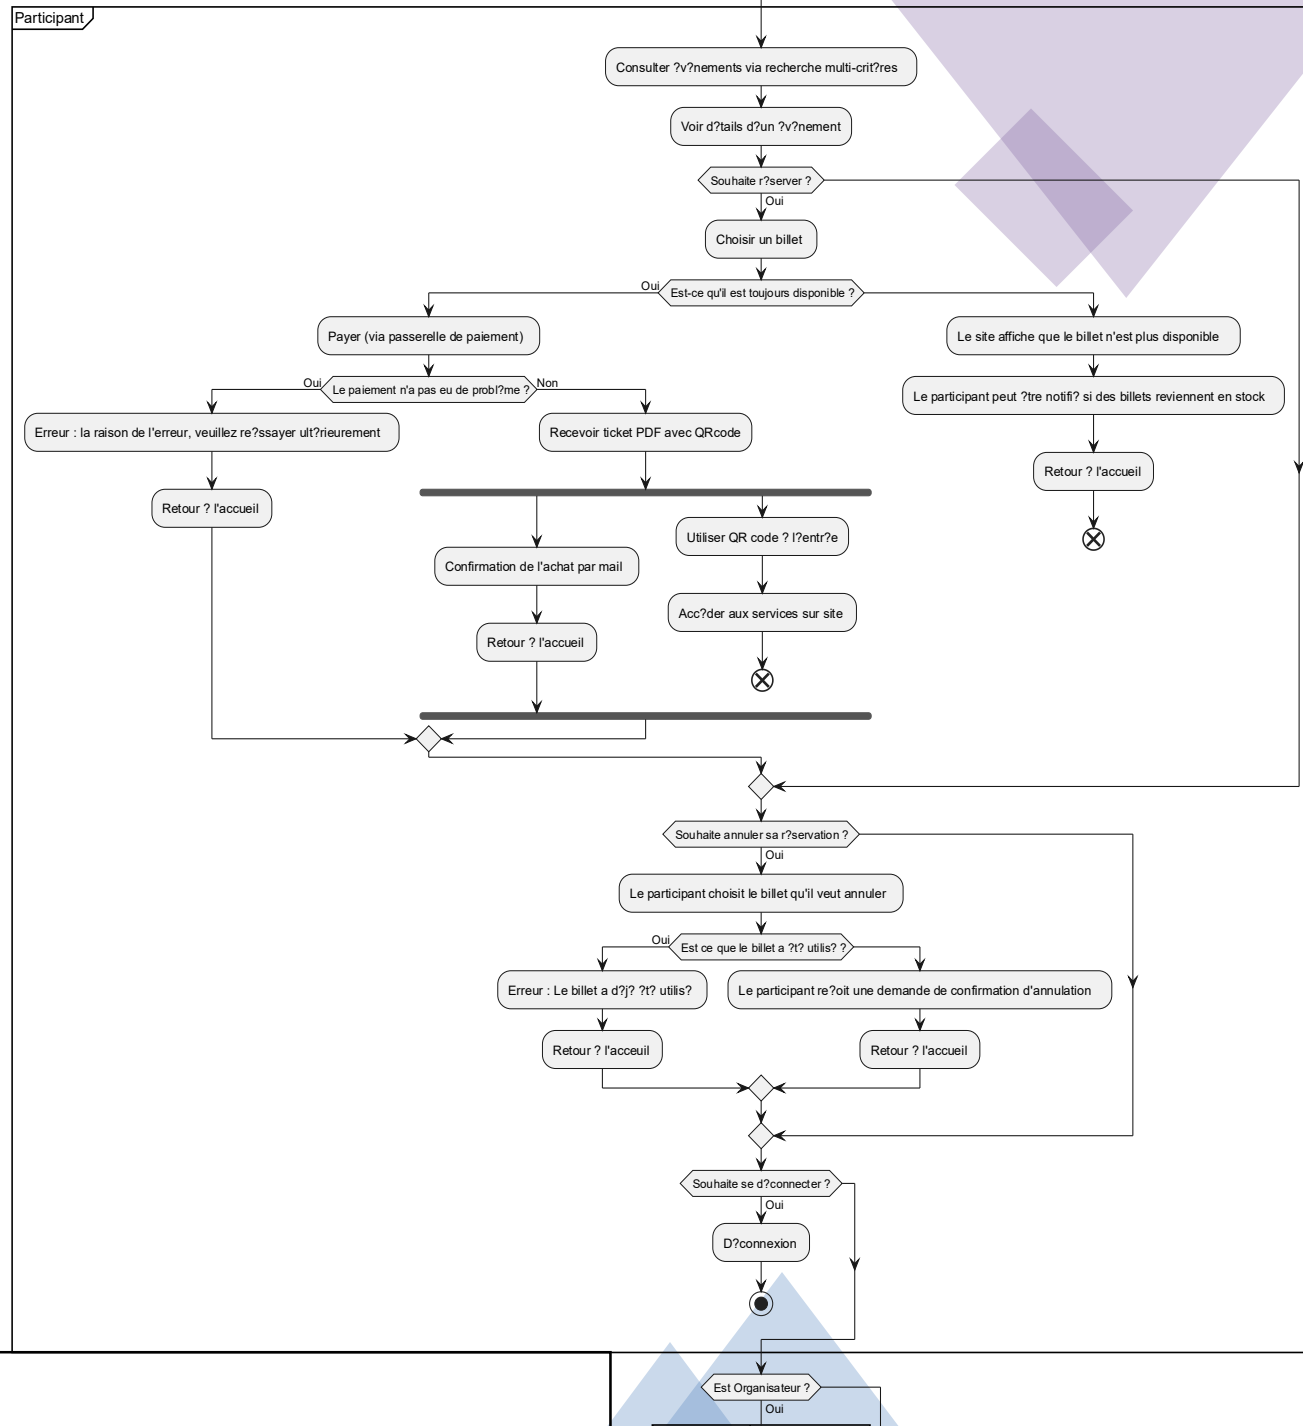 Participant
Consulter ?v?nements via recherche multi-crit?res
Voir d?tails d?un ?v?nement
Souhaite r?server ?
Oui
Choisir un billet
Oui
Est-ce qu'il est toujours disponible ?
Payer (via passerelle de paiement)
Le site affiche que le billet n'est plus disponible
Oui
Le paiement n'a pas eu de probl?me ?
Non
Le participant peut ?tre notifi? si des billets reviennent en stock
Erreur : la raison de l'erreur, veuillez re?ssayer ult?rieurement
Recevoir ticket PDF avec QRcode
Retour ? l'accueil
Retour ? l'accueil
Utiliser QR code ? l?entr?e
Confirmation de l'achat par mail
Acc?der aux services sur site
Retour ? l'accueil
Souhaite annuler sa r?servation ?
Oui
Le participant choisit le billet qu'il veut annuler
Oui
Est ce que le billet a ?t? utilis? ?
Erreur : Le billet a d?j? ?t? utilis?
Le participant re?oit une demande de confirmation d'annulation
Retour ? l'acceuil
Retour ? l'accueil
Souhaite se d?connecter ?
Oui
D?connexion
Est Organisateur ?
Oui